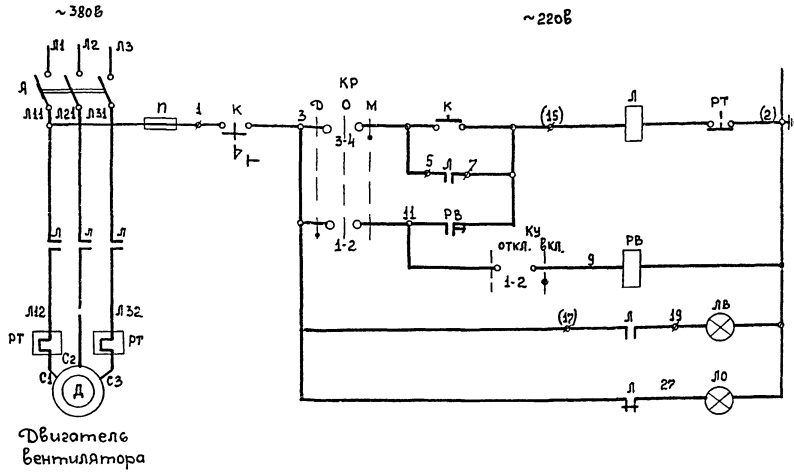 ~380в
~220в
Л1 Л2 Л3
Я
Л11 Л21 Л31
П 1 К
3
КР
Д О М
3-4
К
(15)
Л
РТ
(2)
5 Л 7
1-2
11
РВ
КУ
откл. вкл.
1-2
9
РВ
Л Л Л
Л12 Л32
РТ РТ
С1 С2 С3
Д
Двигатель
вентилятора
(17) Л 19 ЛВ
Л 27 ЛО